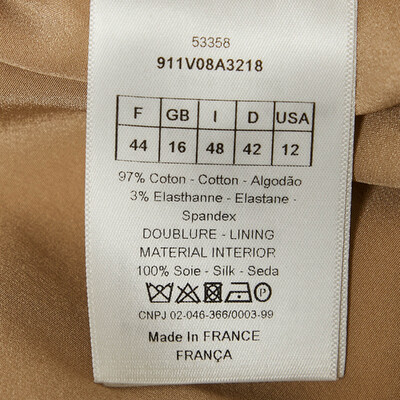 53358
911V08A3218
F GB I D USA
44 16 48 42 12
97% Coton - Cotton - Algodão
3% Elasthanne - Elastane -
Spandex
DOUBLURE - LINING
MATERIAL INTERIOR
100% Soie - Silk - Seda
P
CNPJ 02-046-366/0003-99
Made In FRANCE
FRANÇA